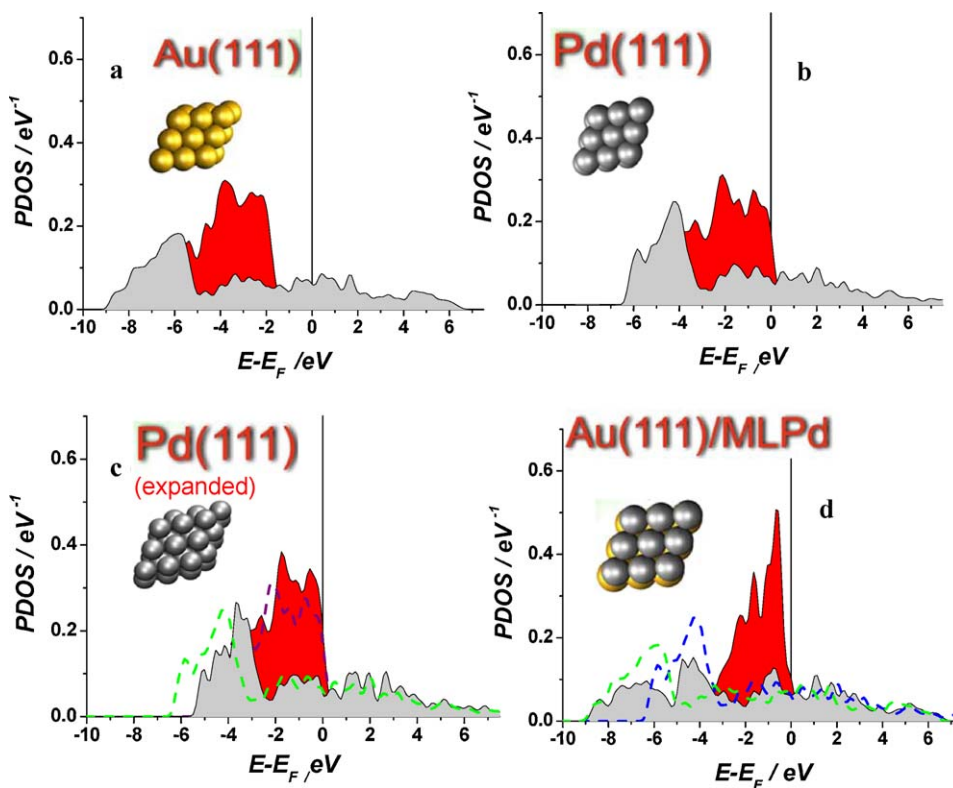 a
Au(111)
PDOS / eV⁻¹
0.6
0.4
0.2
0.0
-10 -8 -6 -4 -2 0 2 4 6
E-E_F /eV
Pd(111)
b
PDOS / eV⁻¹
0.6
0.4
0.2
0.0
-10 -8 -6 -4 -2 0 2 4 6
E-E_F / eV
c
Pd(111)
(expanded)
PDOS / eV⁻¹
0.6
0.4
0.2
0.0
-10 -8 -6 -4 -2 0 2 4 6
E-E_F / eV
Au(111)/MLPd
d
PDOS / eV⁻¹
0.6
0.4
0.2
0.0
-10 -8 -6 -4 -2 0 2 4 6
E-E_F / eV